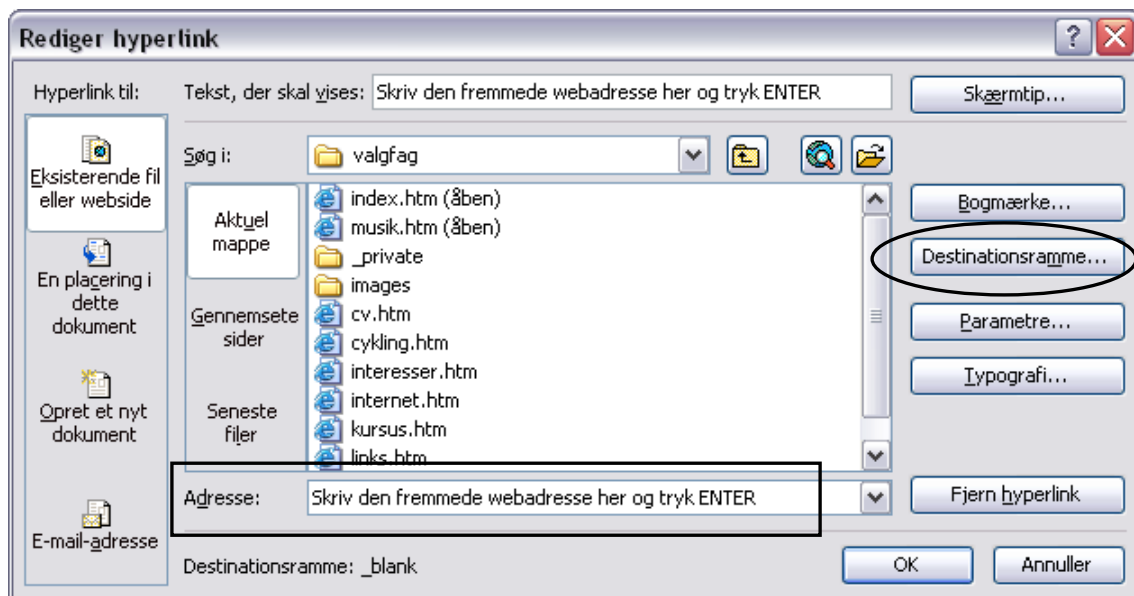 Rediger hyperlink
Hyperlink til:
Tekst, der skal vises: Skriv den fremmede webadresse her og tryk ENTER
Skærmtip...
Eksisterende fil
eller webside
En placering i
dette
dokument
Opret et nyt
dokument
E-mail-adresse
Søg i:
valgfag
Aktuel
mappe
Gennemsete
sider
Seneste
filer
index.htm (åben)
musik.htm (åben)
_private
images
cv.htm
cykling.htm
interesser.htm
internet.htm
kursus.htm
links.htm
Bogmærke...
Destinationsramme...
Parametre...
Typografi...
Adresse: Skriv den fremmede webadresse her og tryk ENTER
Fjern hyperlink
Destinationsramme: _blank
OK
Annuller